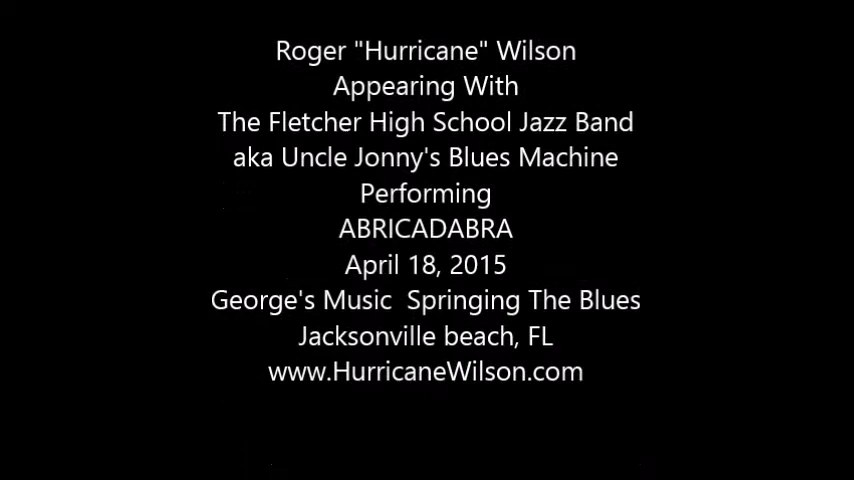 Roger "Hurricane" Wilson
Appearing With
The Fletcher High School Jazz Band
aka Uncle Jonny's Blues Machine
Performing
ABRICADABRA
April 18, 2015
George's Music  Springing The Blues
Jacksonville beach, FL
www.HurricaneWilson.com